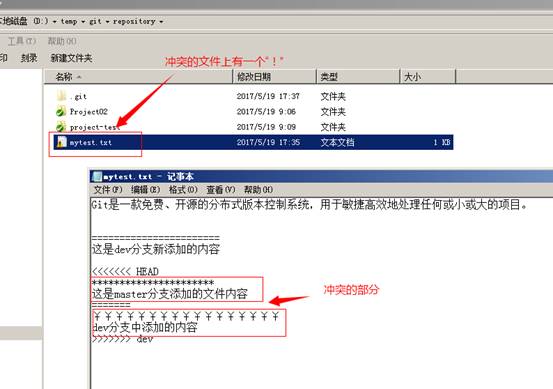 本地磁盘 (D:) ▸ temp ▸ git ▸ repository ▸
工具(T) 帮助(H)
印 刻录 新建文件夹
冲突的文件上有一个“！”
名称 修改日期 类型 大小
.git 2017/5/19 17:31 文件夹
Project02 2017/5/19 9:06 文件夹
project-test 2017/5/19 9:09 文件夹
mytest.txt 2017/5/19 17:35 文本文档 1 KB
mytest.txt - 记事本
文件(F) 编辑(E) 格式(O) 查看(V) 帮助(H)
Git是一款免费、开源的分布式版本控制系统，用于敏捷高效地处理任何或小或大的项目。
=======================
这是dev分支新添加的内容
<<<<<<< HEAD
**********************
这是master分支添加的文件内容
冲突的部分
=======
￥￥￥￥￥￥￥￥￥￥￥￥￥￥￥￥￥
dev分支中添加的内容
>>>>>>> dev